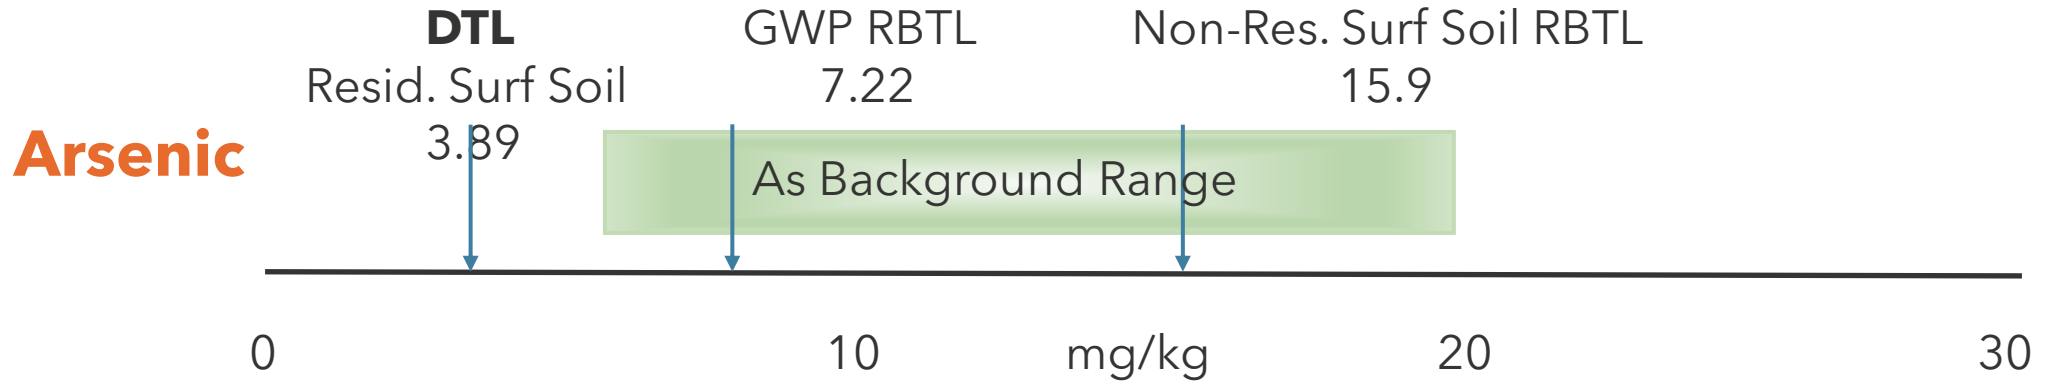 DTL
Resid. Surf Soil
3.89
GWP RBTL
7.22
Non-Res. Surf Soil RBTL
15.9
Arsenic
As Background Range
0 10 mg/kg 20 30